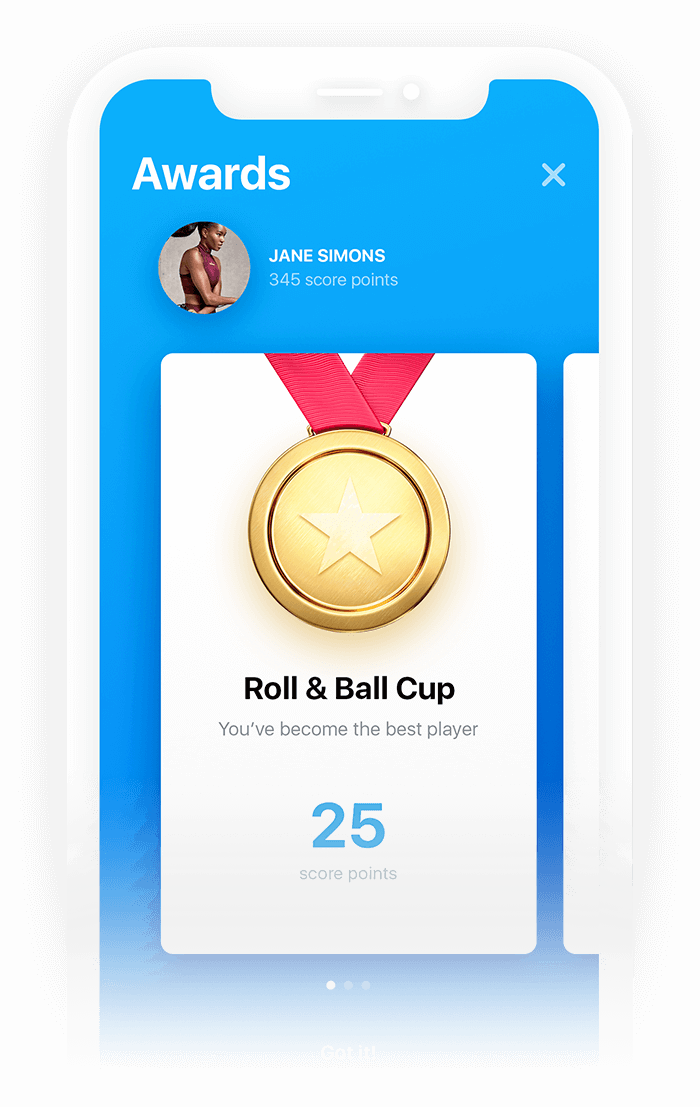 Awards
JANE SIMONS
345 score points
Roll & Ball Cup
You’ve become the best player
25
score points
Got it!